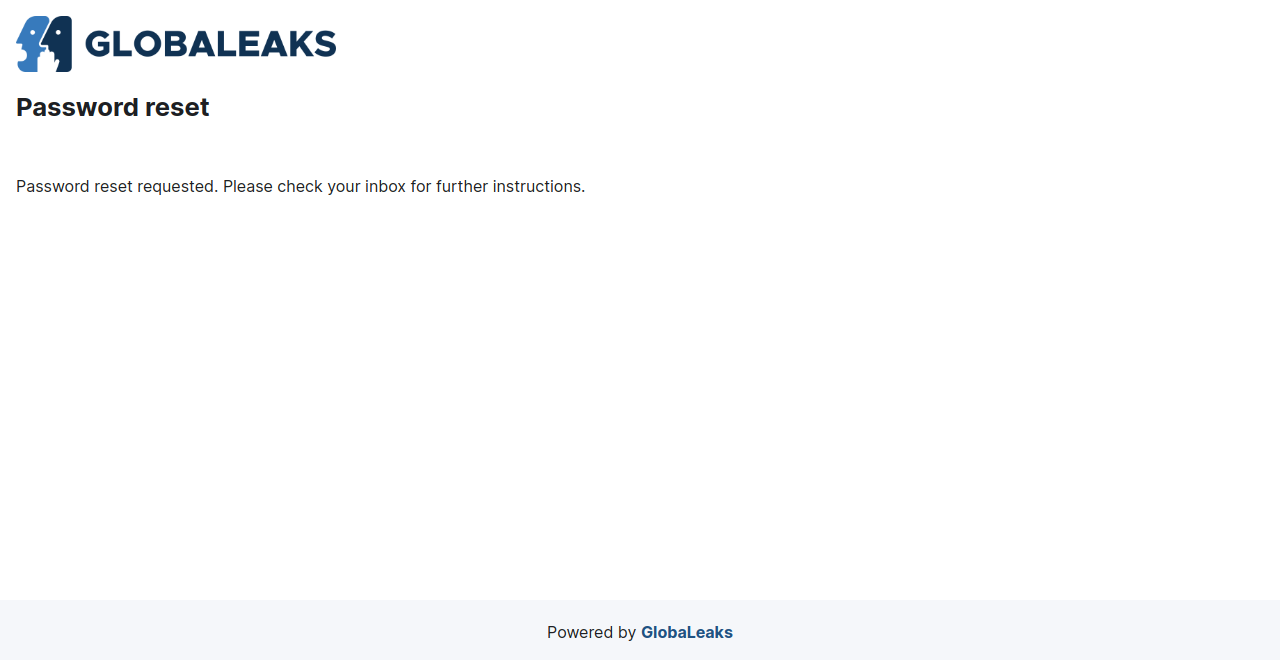 GLOBALEAKS
Password reset
Password reset requested. Please check your inbox for further instructions.
Powered by GlobaLeaks